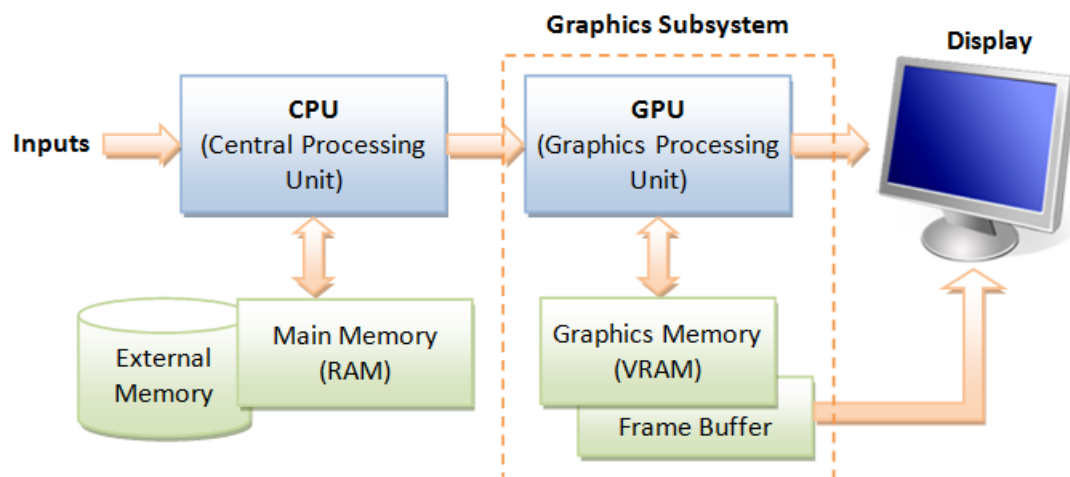 Graphics Subsystem
Display
Inputs
CPU
(Central Processing
Unit)
GPU
(Graphics Processing
Unit)
External
Memory
Main Memory
(RAM)
Graphics Memory
(VRAM)
Frame Buffer